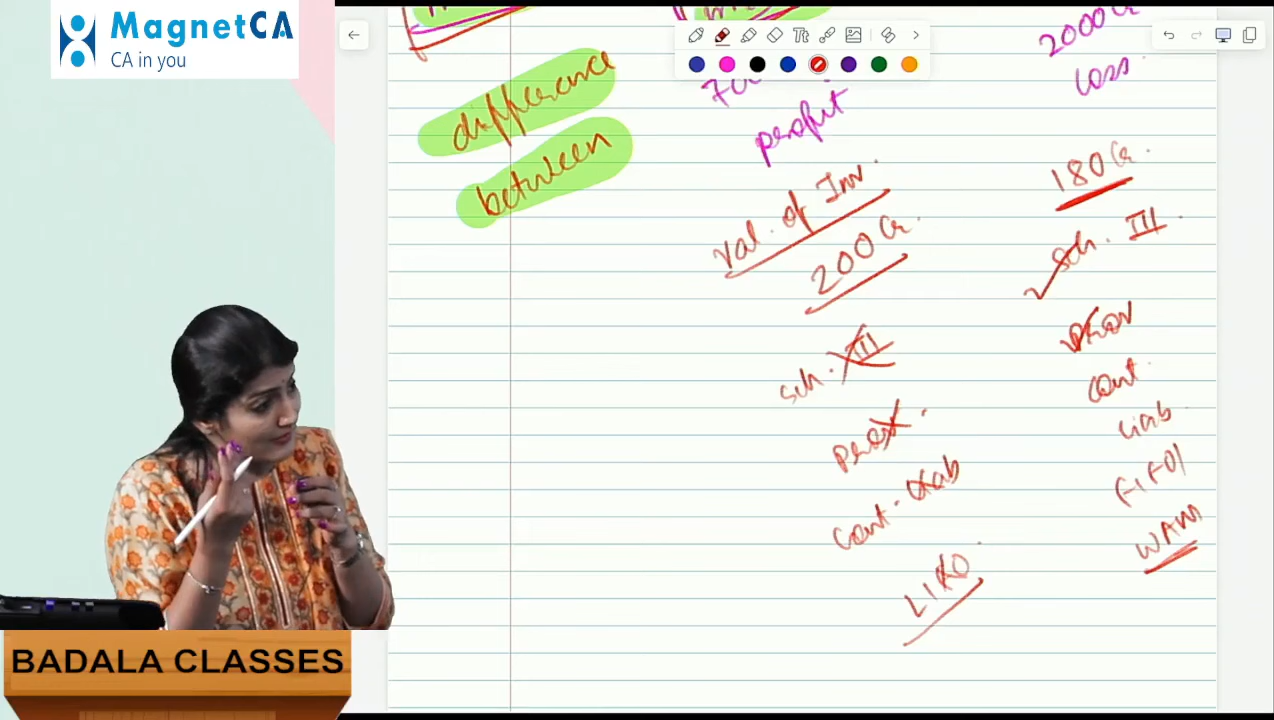 MagnetCA
CA in you
difference
between
profit
val. of Inv.
200 Cr
sch. III
Cont. Liab
LIFO
2000 Cr
Loss
180 Cr
Sch. III
Prov
Cont.
Liab
FIFO
WAM
BADALA CLASSES